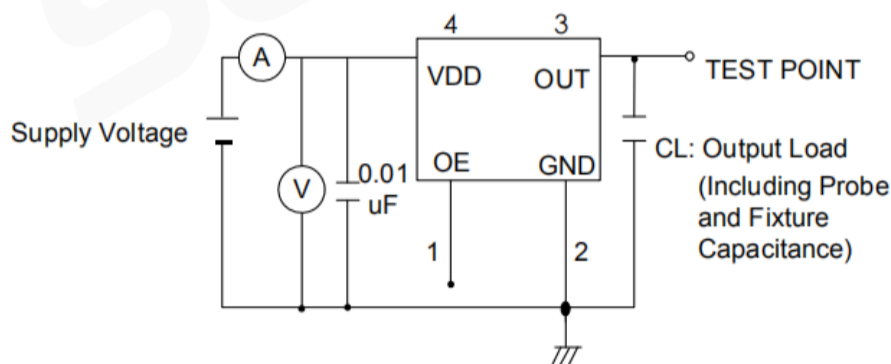 4
3
A
VDD
OUT
TEST POINT
Supply Voltage
V
0.01
uF
OE
GND
CL: Output Load
(Including Probe
and Fixture
Capacitance)
1
2